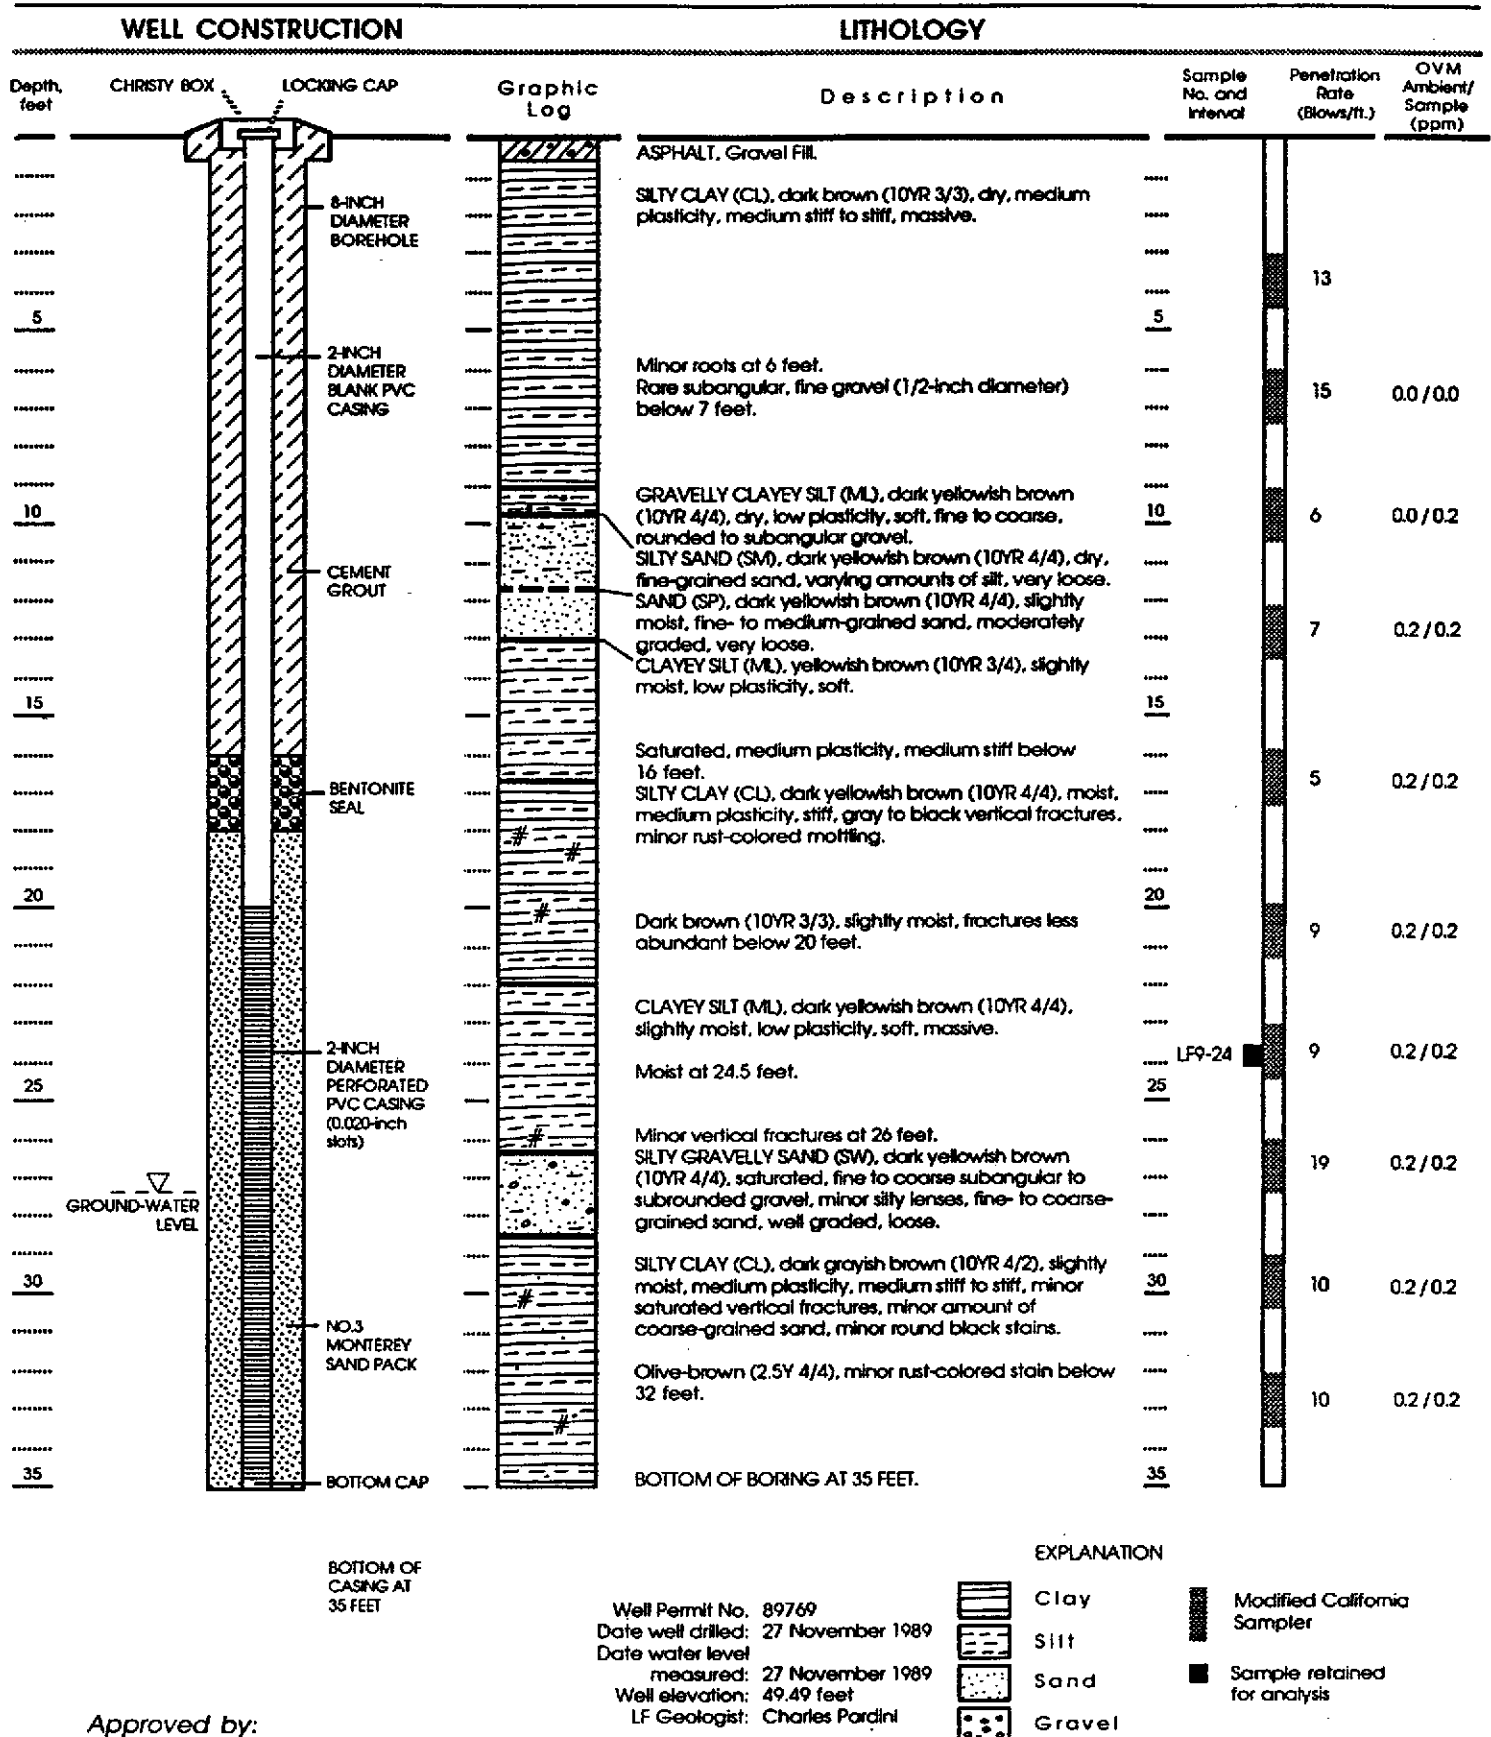 WELL CONSTRUCTION
LITHOLOGY
Depth, feet
CHRISTY BOX
LOCKING CAP
Graphic Log
Description
Sample No. and Interval
Penetration Rate (Blows/ft.)
OVM Ambient/ Sample (ppm)
8-INCH
DIAMETER
BOREHOLE
2-INCH
DIAMETER
BLANK PVC
CASING
CEMENT
GROUT
BENTONITE
SEAL
2-INCH
DIAMETER
PERFORATED
PVC CASING
(0.020-inch
slots)
GROUND-WATER
LEVEL
NO.3
MONTEREY
SAND PACK
BOTTOM CAP
BOTTOM OF
CASING AT
35 FEET
5
10
15
20
25
30
35
ASPHALT, Gravel Fill.
SILTY CLAY (CL), dark brown (10YR 3/3), dry, medium
plasticity, medium stiff to stiff, massive.
Minor roots at 6 feet.
Rare subangular, fine gravel (1/2-inch diameter)
below 7 feet.
GRAVELLY CLAYEY SILT (ML), dark yellowish brown
(10YR 4/4), dry, low plasticity, soft, fine to coarse,
rounded to subangular gravel.
SILTY SAND (SM), dark yellowish brown (10YR 4/4), dry,
fine-grained sand, varying amounts of silt, very loose.
SAND (SP), dark yellowish brown (10YR 4/4), slightly
moist, fine- to medium-grained sand, moderately
graded, very loose.
CLAYEY SILT (ML), yellowish brown (10YR 3/4), slightly
moist, low plasticity, soft.
Saturated, medium plasticity, medium stiff below
16 feet.
SILTY CLAY (CL), dark yellowish brown (10YR 4/4), moist,
medium plasticity, stiff, gray to black vertical fractures,
minor rust-colored mottling.
Dark brown (10YR 3/3), slightly moist, fractures less
abundant below 20 feet.
CLAYEY SILT (ML), dark yellowish brown (10YR 4/4),
slightly moist, low plasticity, soft, massive.
Moist at 24.5 feet.
Minor vertical fractures at 26 feet.
SILTY GRAVELLY SAND (SW), dark yellowish brown
(10YR 4/4), saturated, fine to coarse subangular to
subrounded gravel, minor silty lenses, fine- to coarse-
grained sand, well graded, loose.
SILTY CLAY (CL), dark grayish brown (10YR 4/2), slightly
moist, medium plasticity, medium stiff to stiff, minor
saturated vertical fractures, minor amount of
coarse-grained sand, minor round black stains.
Olive-brown (2.5Y 4/4), minor rust-colored stain below
32 feet.
BOTTOM OF BORING AT 35 FEET.
5
10
15
20
25
30
35
LF9-24
13
15 0.0 / 0.0
6 0.0 / 0.2
7 0.2 / 0.2
5 0.2 / 0.2
9 0.2 / 0.2
9 0.2 / 0.2
19 0.2 / 0.2
10 0.2 / 0.2
10 0.2 / 0.2
Well Permit No. 89769
Date well drilled: 27 November 1989
Date water level
measured: 27 November 1989
Well elevation: 49.49 feet
LF Geologist: Charles Pardini
EXPLANATION
Clay
Silt
Sand
Gravel
Modified California
Sampler
Sample retained
for analysis
Approved by: